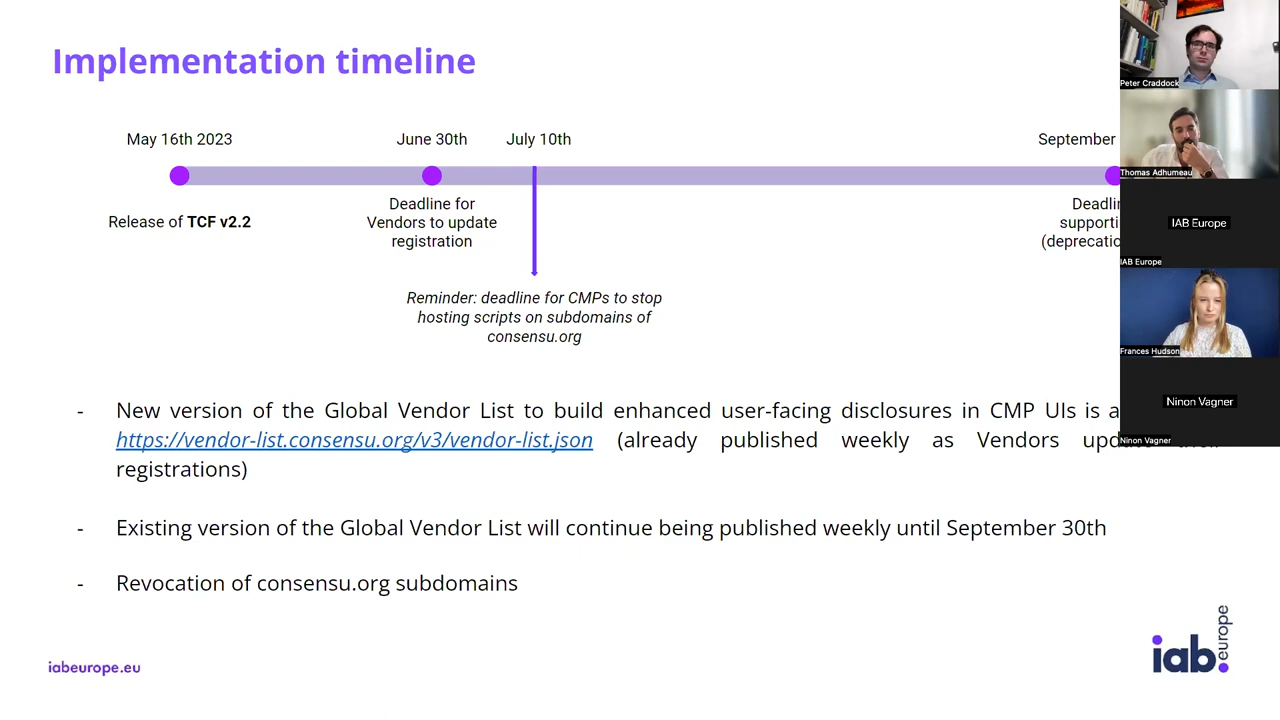 Implementation timeline
May 16th 2023
June 30th
July 10th
September
Release of TCF v2.2
Deadline for
Vendors to update
registration
Reminder: deadline for CMPs to stop
hosting scripts on subdomains of
consensu.org
- New version of the Global Vendor List to build enhanced user-facing disclosures in CMP UIs is
https://vendor-list.consensu.org/v3/vendor-list.json (already published weekly as Vendors
registrations)
- Existing version of the Global Vendor List will continue being published weekly until September 30th
- Revocation of consensu.org subdomains
iabeurope.eu
iab europe
Peter Craddock
Thomas Adhumeau
IAB Europe
IAB Europe
Frances Hudson
Ninon Vagner
Ninon Vagner